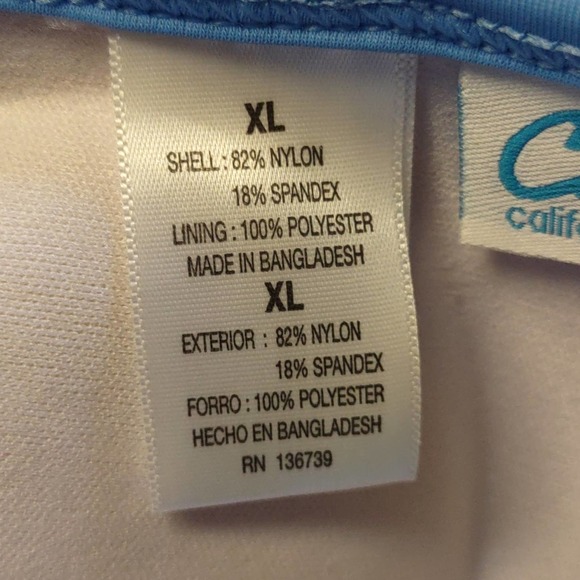 XL
SHELL : 82% NYLON
18% SPANDEX
LINING : 100% POLYESTER
MADE IN BANGLADESH
XL
EXTERIOR : 82% NYLON
18% SPANDEX
FORRO : 100% POLYESTER
HECHO EN BANGLADESH
RN 136739